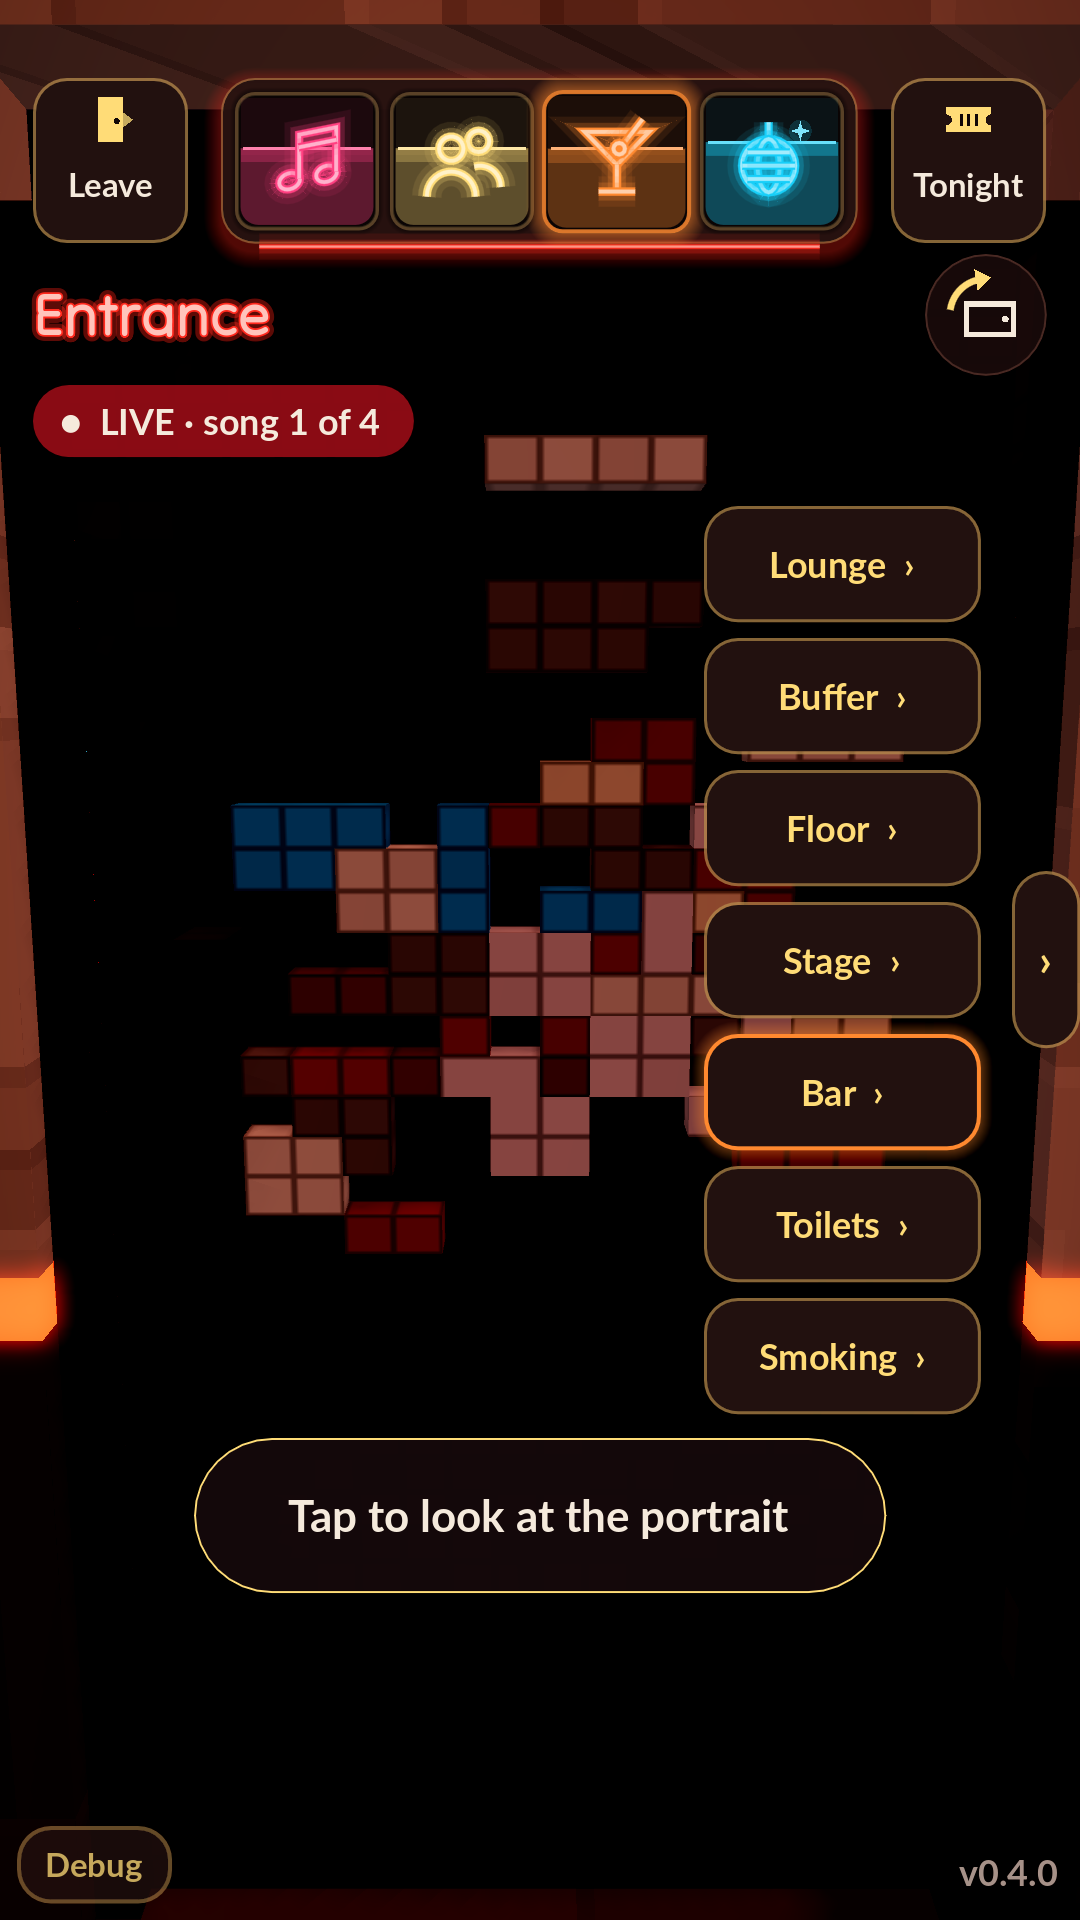 Leave
Tonight
Entrance
LIVE · song 1 of 4
Lounge ›
Buffer ›
Floor ›
Stage ›
›
Bar ›
Toilets ›
Smoking ›
Tap to look at the portrait
Debug
v0.4.0